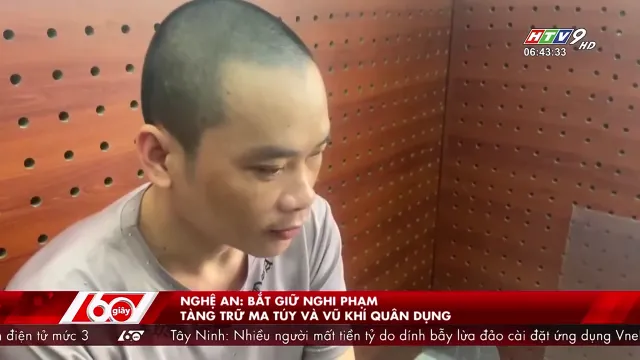 HTV9 HD
06:43:33
NGHỆ AN: BẮT GIỮ NGHI PHẠM
TÀNG TRỮ MA TÚY VÀ VŨ KHÍ QUÂN DỤNG
60 giây
điện tử mức 3 60 Tây Ninh: Nhiều người mất tiền tỷ do dính bẫy lừa đảo cài đặt ứng dụng Vne